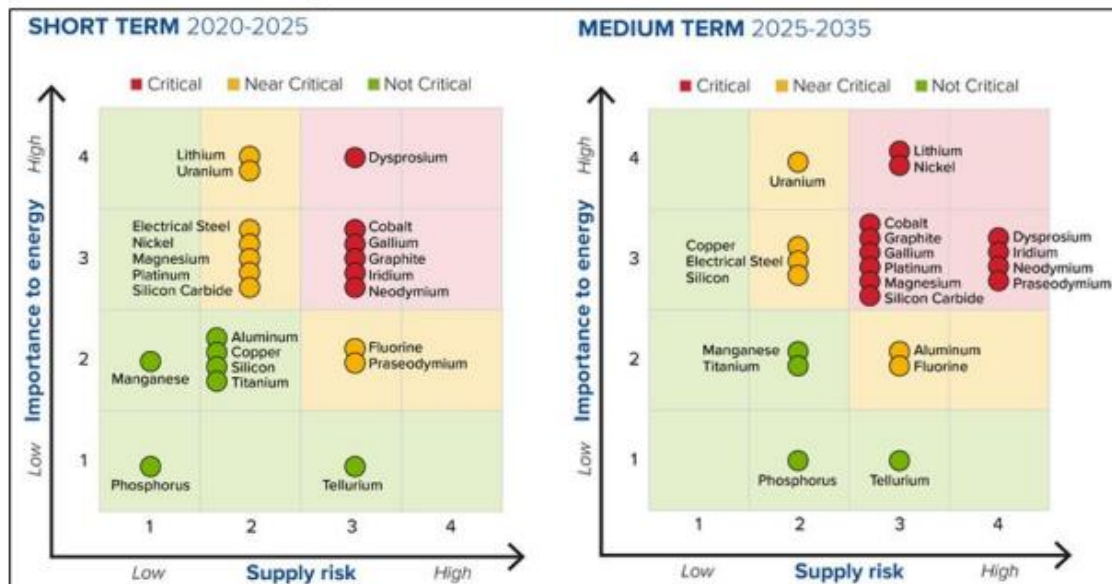 SHORT TERM 2020-2025
Critical Near Critical Not Critical
Importance to energy
High
Low
4
3
2
1
Lithium
Uranium
Dysprosium
Electrical Steel
Nickel
Magnesium
Platinum
Silicon Carbide
Cobalt
Gallium
Graphite
Iridium
Neodymium
Manganese
Aluminum
Copper
Silicon
Titanium
Fluorine
Praseodymium
Phosphorus
Tellurium
1 2 3 4
Low Supply risk High
MEDIUM TERM 2025-2035
Critical Near Critical Not Critical
Importance to energy
High
Low
4
3
2
1
Uranium
Lithium
Nickel
Copper
Electrical Steel
Silicon
Cobalt
Graphite
Gallium
Platinum
Magnesium
Silicon Carbide
Dysprosium
Iridium
Neodymium
Praseodymium
Manganese
Titanium
Aluminum
Fluorine
Phosphorus
Tellurium
1 2 3 4
Low Supply risk High